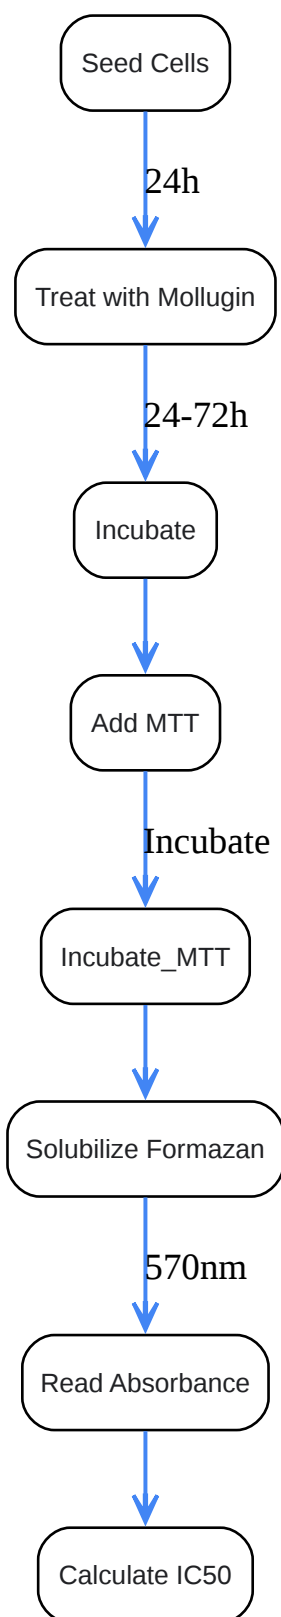 Seed Cells
24h
Treat with Mollugin
24-72h
Incubate
Add MTT
Incubate
Incubate_MTT
Solubilize Formazan
570nm
Read Absorbance
Calculate IC50